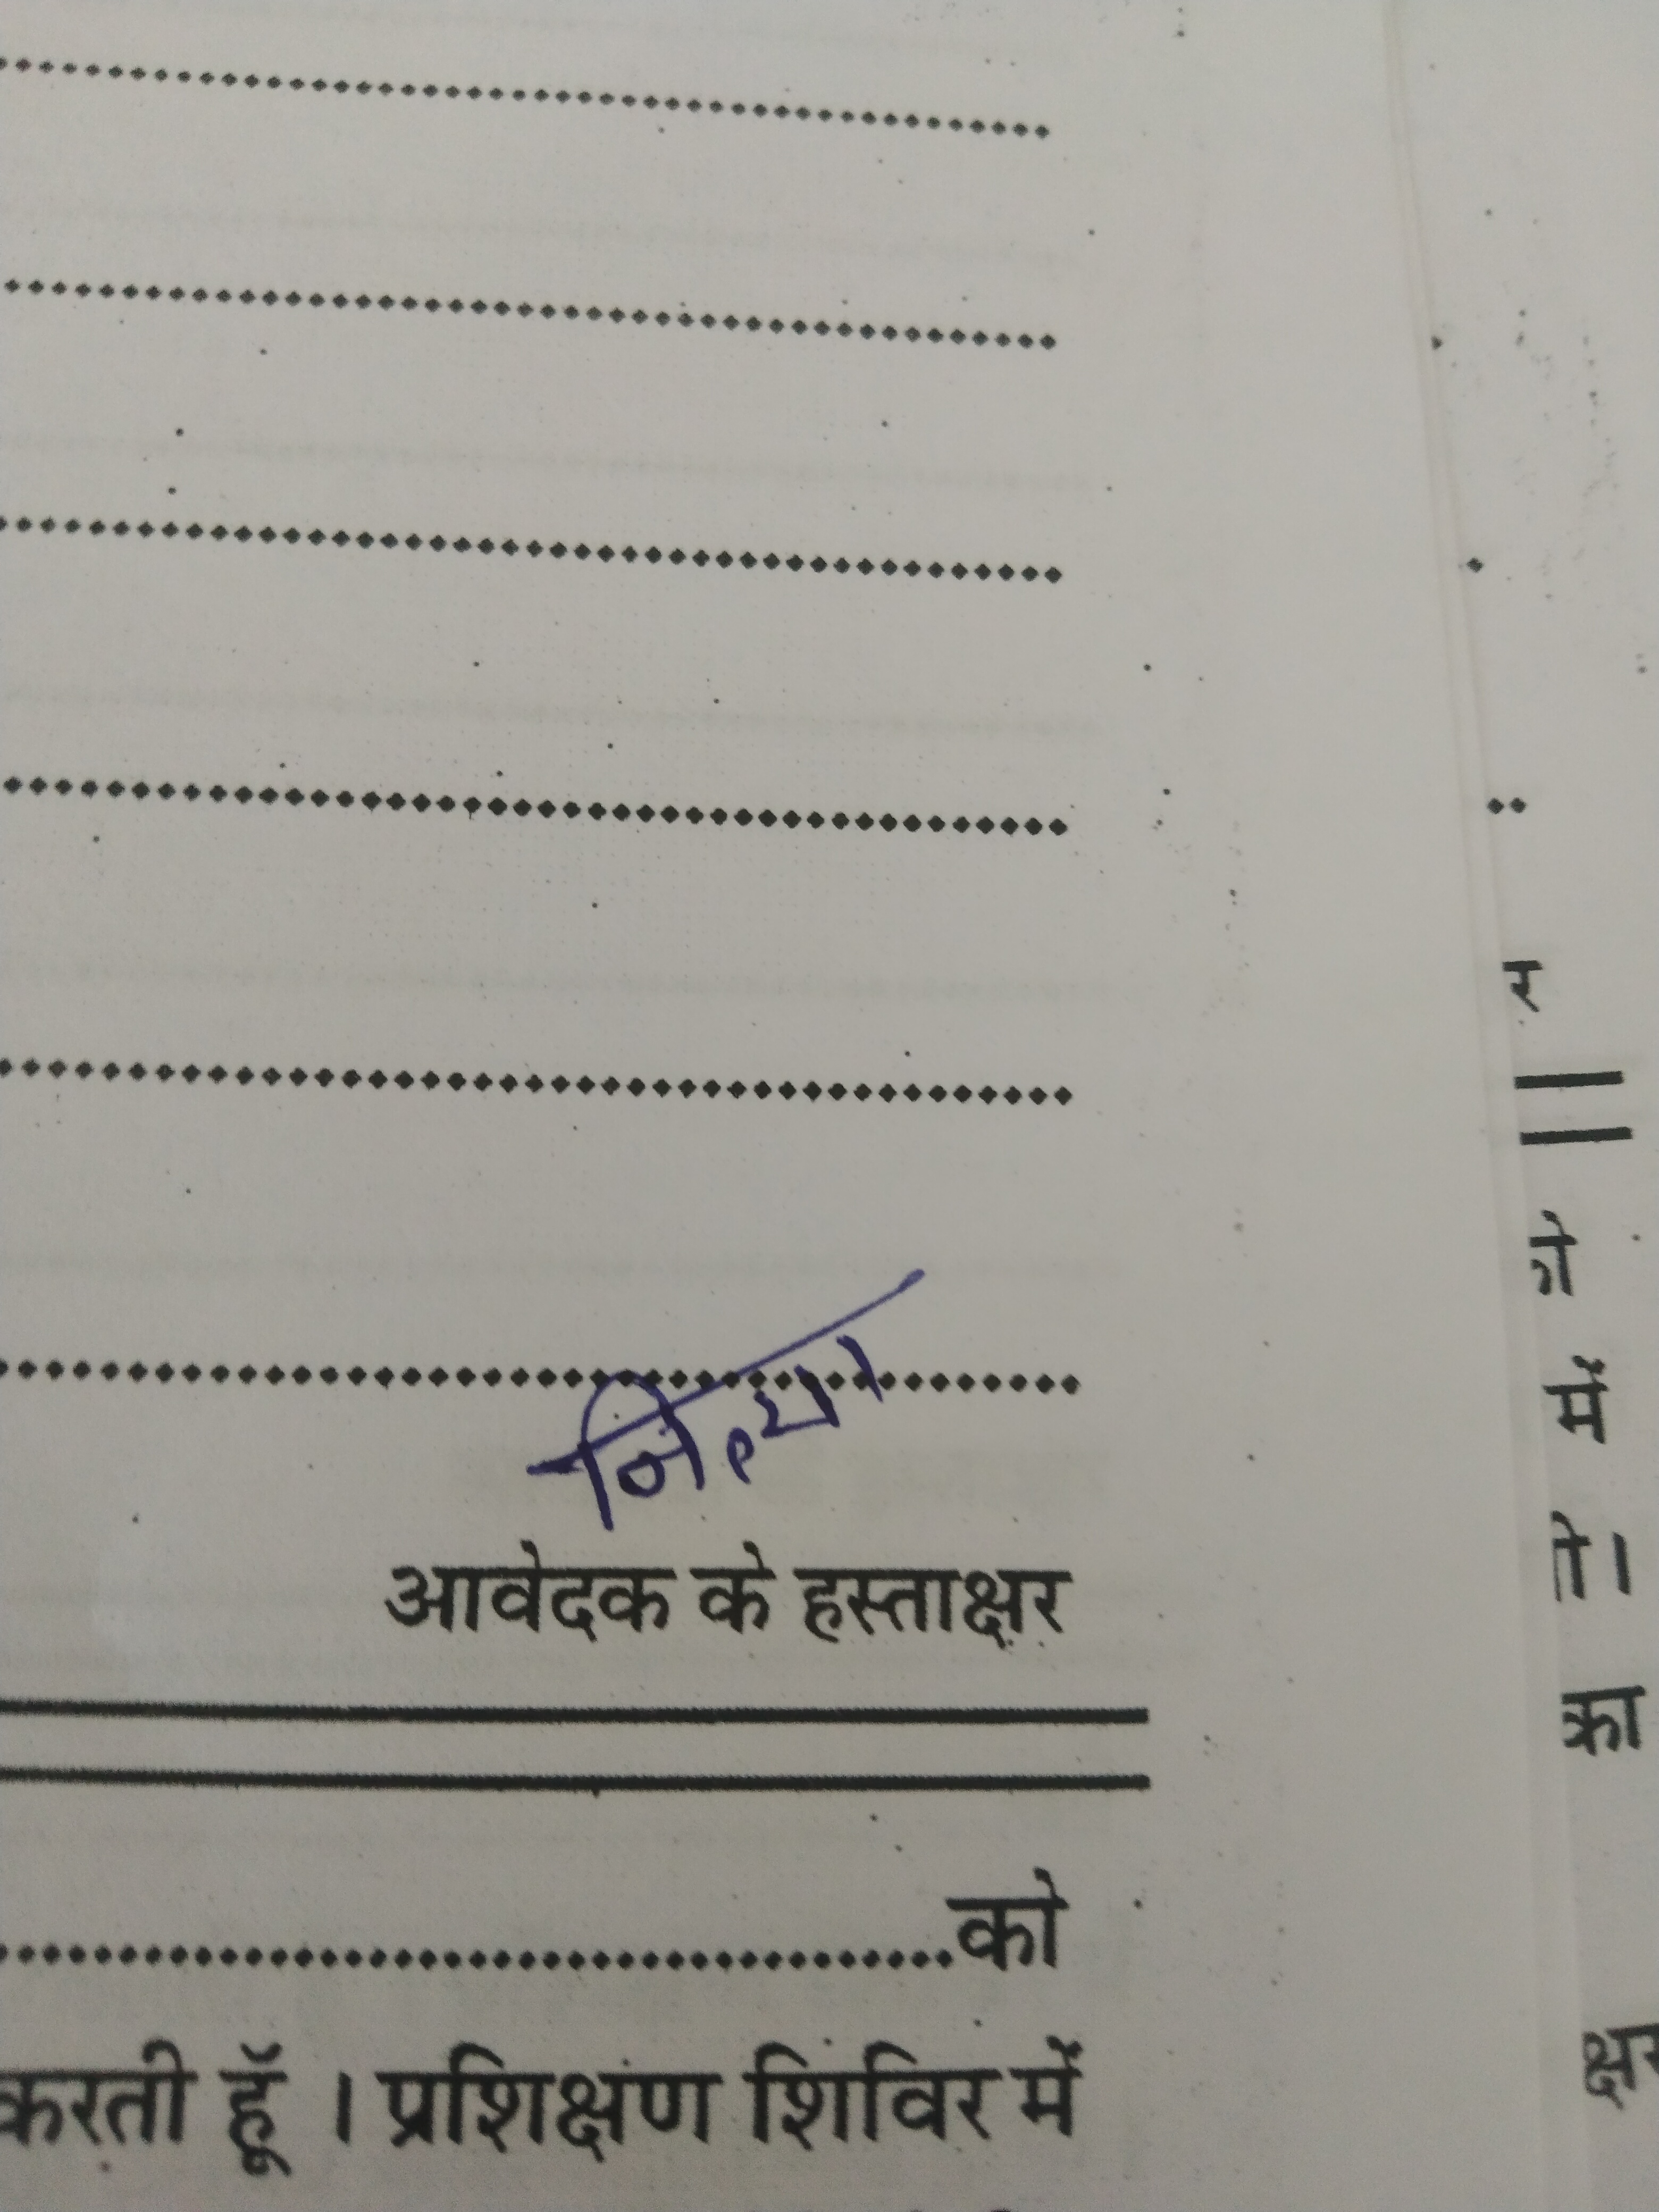 आवेदक के हस्ताक्षर
को
करती हूॅ । प्रशिक्षण शिविर में
र
में
का